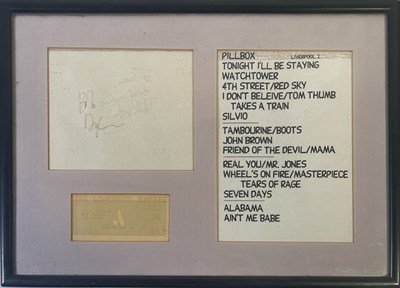 PILLBOX LIVERPOOL 2
TONIGHT I'LL BE STAYING
WATCHTOWER
4TH STREET/RED SKY
I DON'T BELEIVE/TOM THUMB
TAKES A TRAIN
SILVIO
TAMBOURINE/BOOTS
JOHN BROWN
FRIEND OF THE DEVIL/MAMA
REAL YOU/MR. JONES
WHEEL'S ON FIRE/MASTERPIECE
TEARS OF RAGE
SEVEN DAYS
ALABAMA
AIN'T ME BABE